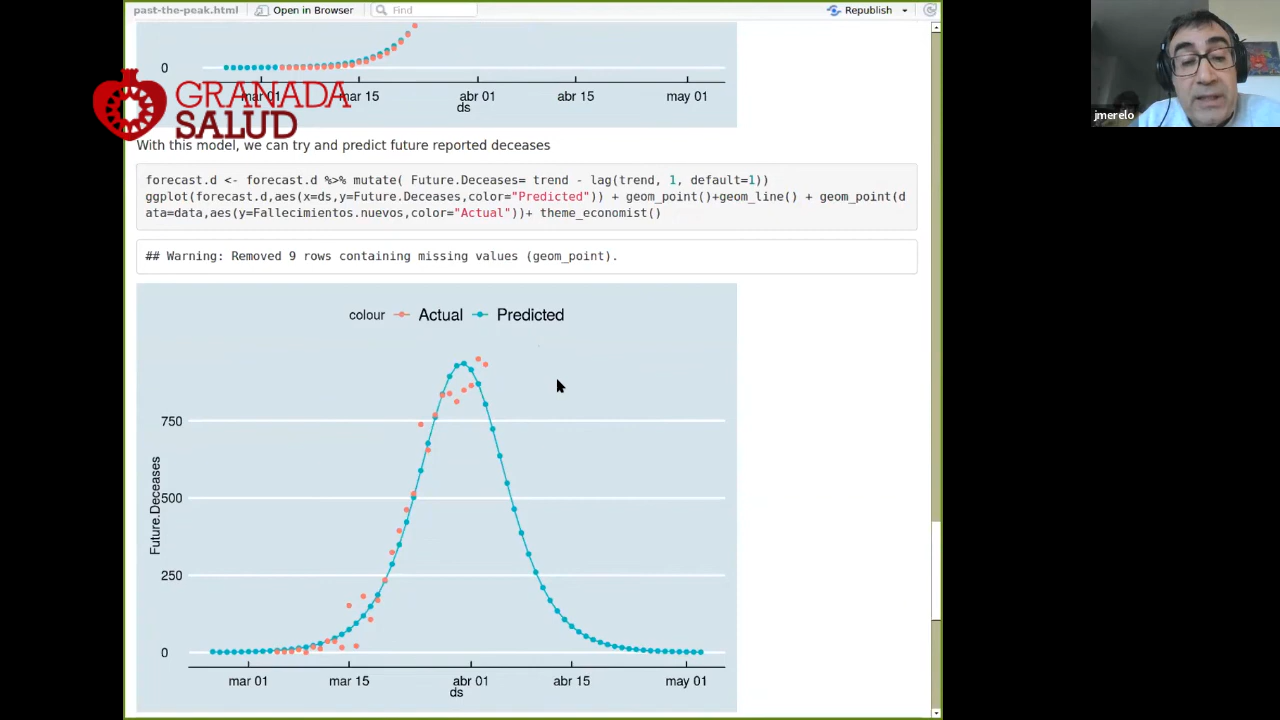 past-the-peak.html Open in Browser Find Republish
0
mar 01 mar 15 abr 01 abr 15 may 01
ds
GRANADA
SALUD
jmerelo
With this model, we can try and predict future reported deceases
forecast.d <- forecast.d %>% mutate( Future.Deceases= trend - lag(trend, 1, default=1))
ggplot(forecast.d,aes(x=ds,y=Future.Deceases,color="Predicted")) + geom_point()+geom_line() + geom_point(d
ata=data,aes(y=Fallecimientos.nuevos,color="Actual"))+ theme_economist()
## Warning: Removed 9 rows containing missing values (geom_point).
colour Actual Predicted
Future.Deceases
750
500
250
0
mar 01 mar 15 abr 01 abr 15 may 01
ds